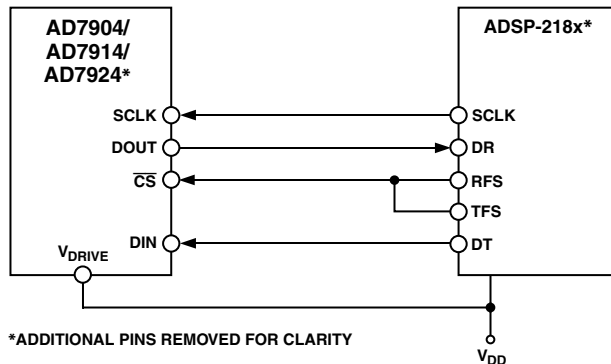 AD7904/
AD7914/
AD7924*
ADSP-218x*
SCLK
SCLK
DOUT
DR
CS
RFS
TFS
DIN
DT
VDRIVE
*ADDITIONAL PINS REMOVED FOR CLARITY
VDD